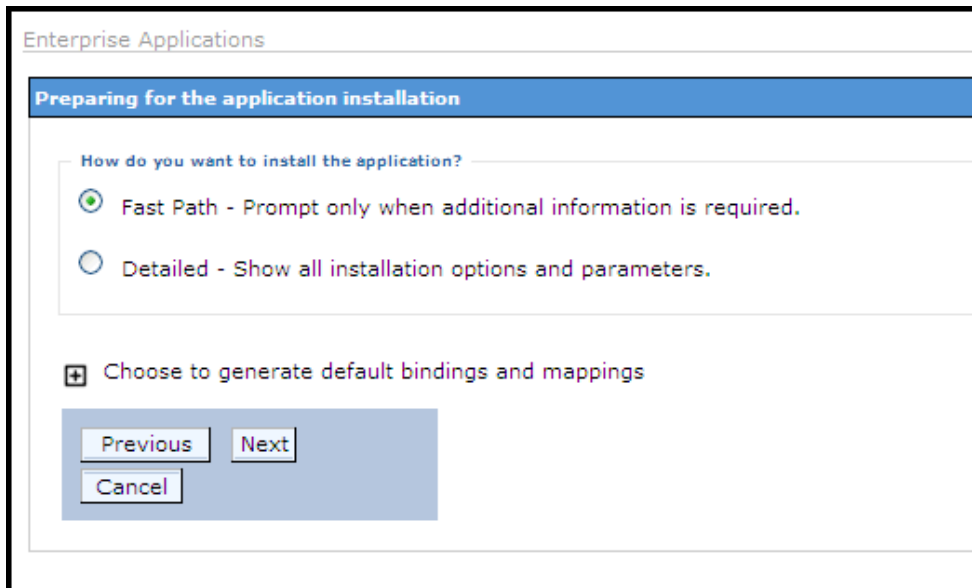 Enterprise Applications
Preparing for the application installation
How do you want to install the application?
Fast Path - Prompt only when additional information is required.
Detailed - Show all installation options and parameters.
Choose to generate default bindings and mappings
Previous Next
Cancel